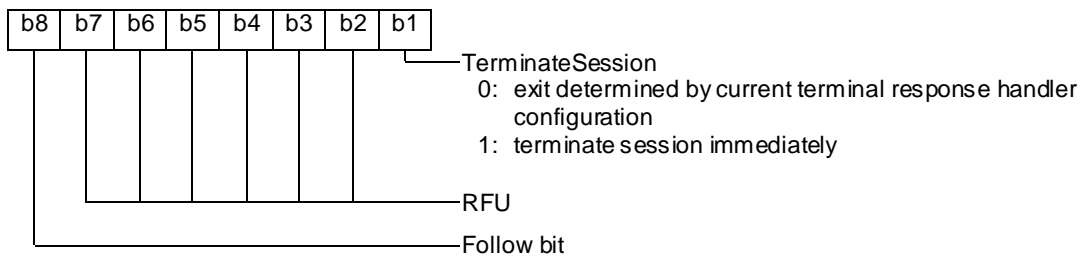 b8 b7 b6 b5 b4 b3 b2 b1
TerminateSession
0: exit determined by current terminal response handler
configuration
1: terminate session immediately
RFU
Follow bit